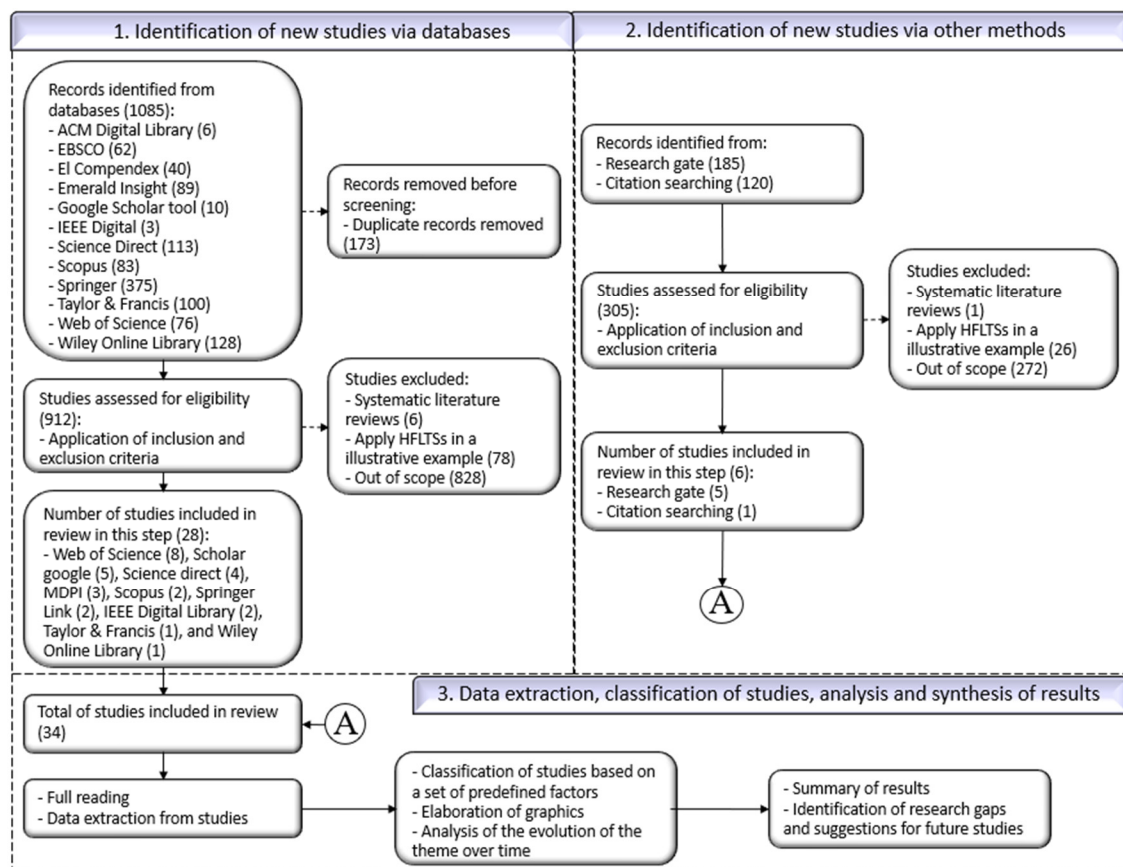 1. Identification of new studies via databases
Records identified from
databases (1085):
- ACM Digital Library (6)
- EBSCO (62)
- El Compendex (40)
- Emerald Insight (89)
- Google Scholar tool (10)
- IEEE Digital (3)
- Science Direct (113)
- Scopus (83)
- Springer (375)
- Taylor & Francis (100)
- Web of Science (76)
- Wiley Online Library (128)
Records removed before
screening:
- Duplicate records removed
(173)
Studies assessed for eligibility
(912):
- Application of inclusion and
exclusion criteria
Studies excluded:
- Systematic literature
reviews (6)
- Apply HFLTSs in a
illustrative example (78)
- Out of scope (828)
Number of studies included in
review in this step (28):
- Web of Science (8), Scholar
google (5), Science direct (4),
MDPI (3), Scopus (2), Springer
Link (2), IEEE Digital Library (2),
Taylor & Francis (1), and Wiley
Online Library (1)
2. Identification of new studies via other methods
Records identified from:
- Research gate (185)
- Citation searching (120)
Studies assessed for eligibility
(305):
- Application of inclusion and
exclusion criteria
Studies excluded:
- Systematic literature
reviews (1)
- Apply HFLTSs in a
illustrative example (26)
- Out of scope (272)
Number of studies included in
review in this step (6):
- Research gate (5)
- Citation searching (1)
A
3. Data extraction, classification of studies, analysis and synthesis of results
Total of studies included in review
(34)
A
- Full reading
- Data extraction from studies
- Classification of studies based on
a set of predefined factors
- Elaboration of graphics
- Analysis of the evolution of the
theme over time
- Summary of results
- Identification of research gaps
and suggestions for future studies